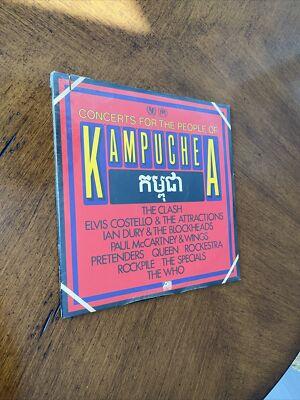 CONCERTS FOR THE PEOPLE OF
KAMPUCHEA
កម្ពុជា
THE CLASH
ELVIS COSTELLO & THE ATTRACTIONS
IAN DURY & THE BLOCKHEADS
PAUL McCARTNEY & WINGS
PRETENDERS QUEEN ROCKESTRA
ROCKPILE THE SPECIALS
THE WHO